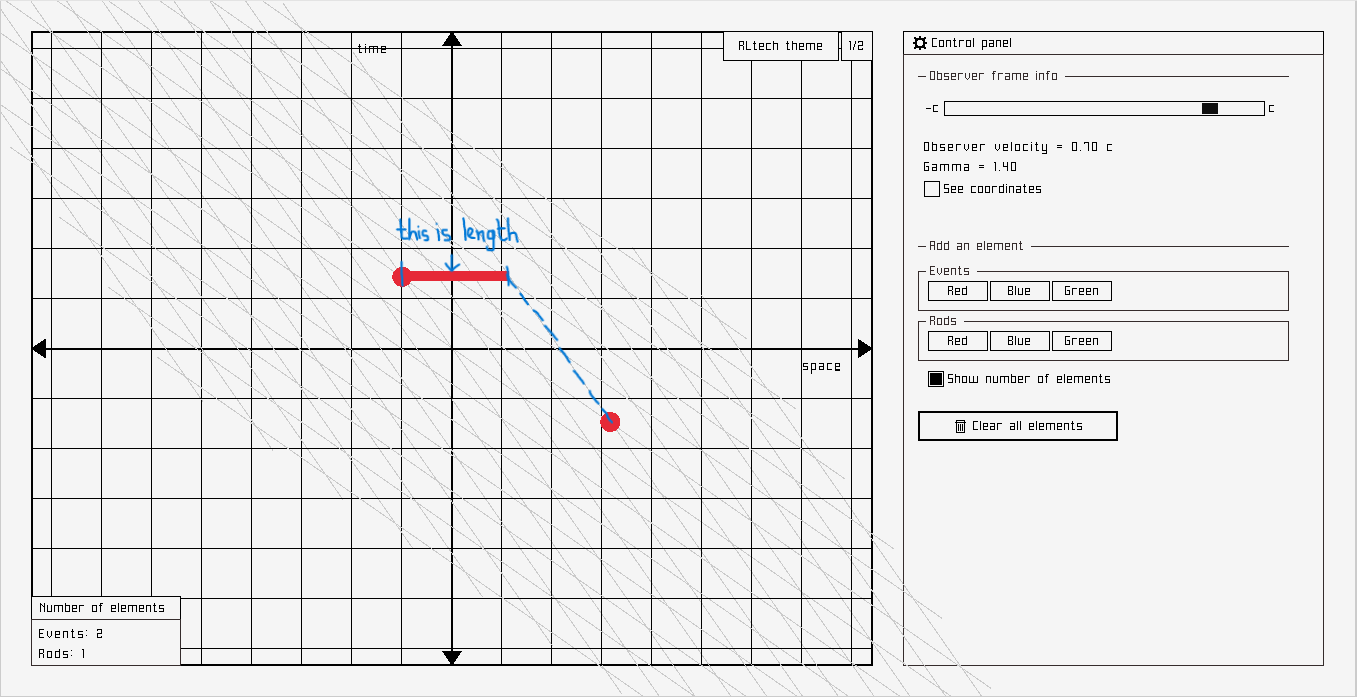 time
RLtech theme
1/2
this is length
space
Number of elements
Events: 2
Rods: 1
Control panel
Observer frame info
-c
c
Observer velocity = 0.70 c
Gamma = 1.40
See coordinates
Add an element
Events
Red Blue Green
Rods
Red Blue Green
Show number of elements
Clear all elements